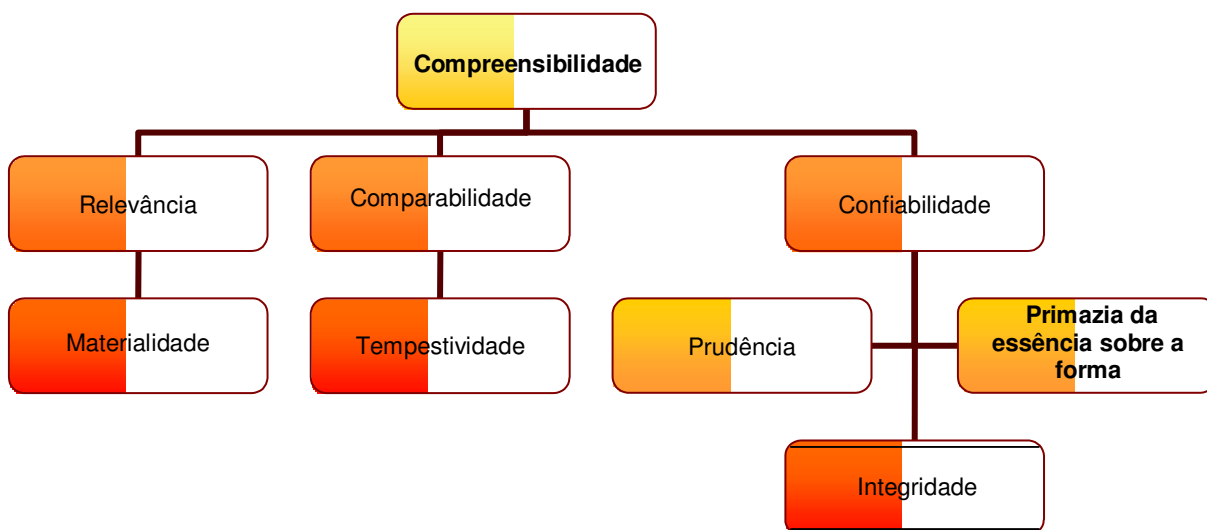 Compreensibilidade
Relevância
Comparabilidade
Confiabilidade
Materialidade
Tempestividade
Prudência
Primazia da
essência sobre a
forma
Integridade